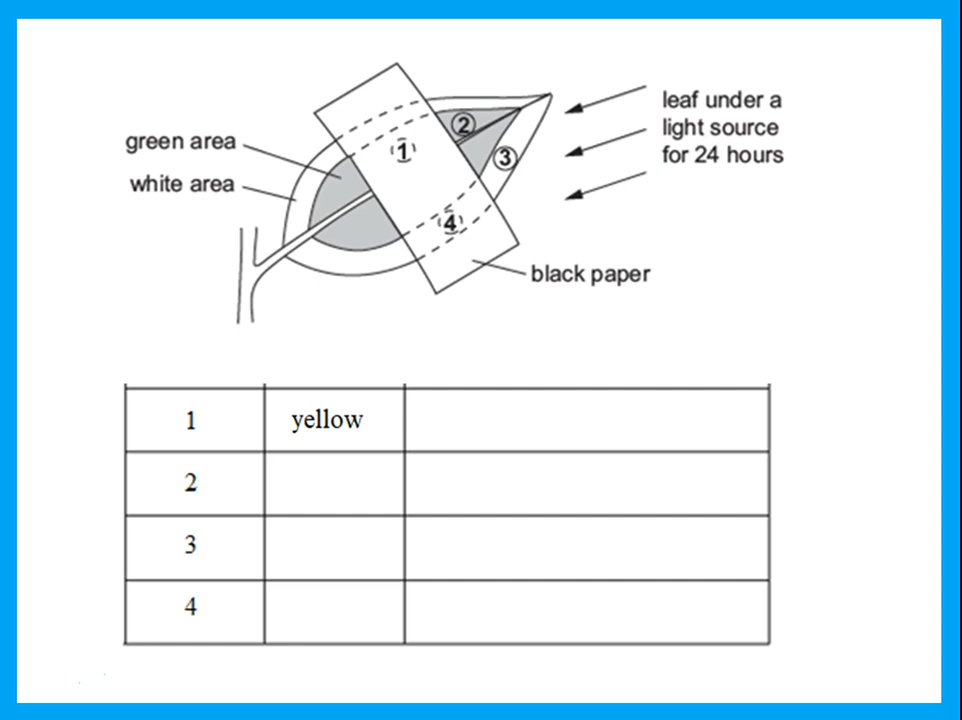 leaf under a
light source
for 24 hours
green area
white area
1
2
3
4
black paper
1 yellow
2
3
4